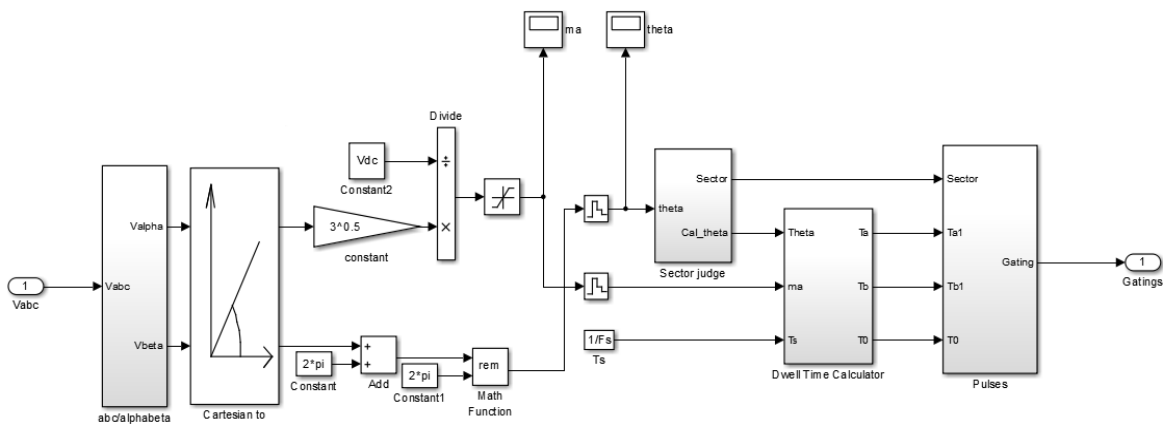 ma
theta
Divide
Vdc
Constant2
÷
×
3^0.5
constant
Valpha
Vabc
Vbeta
abc/alphabeta
1
Vabc
Cartesian to
2*pi
Constant
+
+
Add
2*pi
Constant1
rem
Math
Function
theta
Sector
Cal_theta
Sector judge
1/Fs
Ts
Theta
ma
Ts
Ta
Tb
T0
Dwell Time Calculator
Sector
Ta1
Tb1
T0
Gating
Pulses
1
Gatings